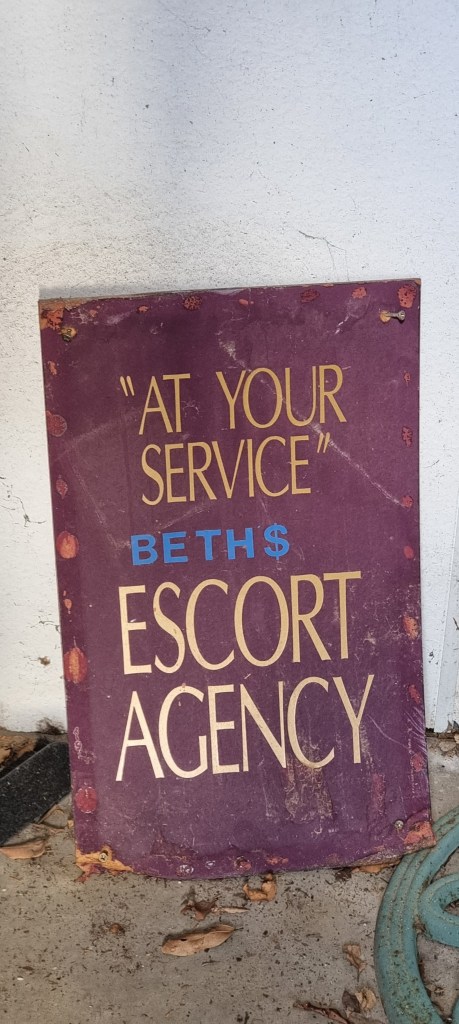 "AT YOUR
SERVICE"
BETH$
ESCORT
AGENCY